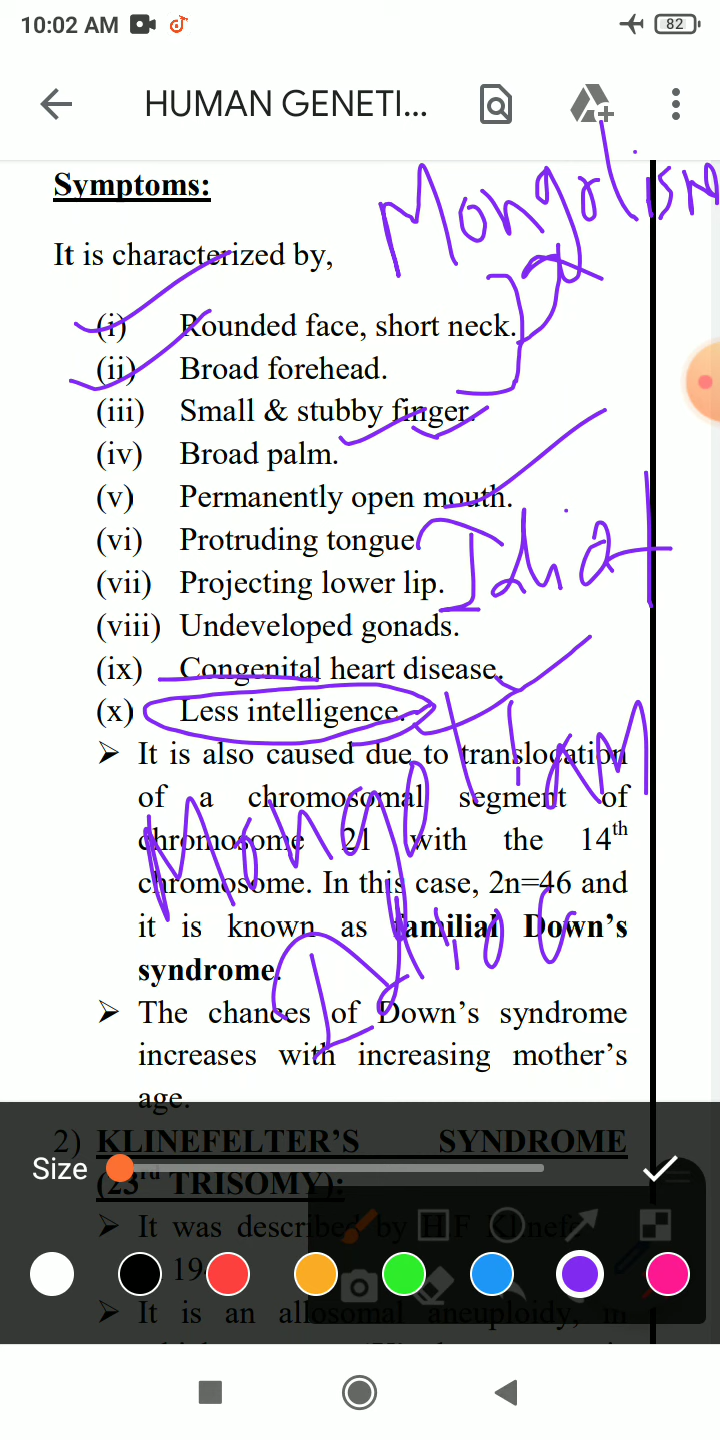 10:02 AM
82
HUMAN GENETI...
Symptoms:
Mongolism
It is characterized by,
(i) Rounded face, short neck.
(ii) Broad forehead.
(iii) Small & stubby finger.
(iv) Broad palm.
(v) Permanently open mouth.
(vi) Protruding tongue
Idiot
(vii) Projecting lower lip.
(viii) Undeveloped gonads.
(ix) Congenital heart disease.
(x) Less intelligence.
➤ It is also caused due to translocation
of a chromosomal segment of
chromosome 21 with the 14th
chromosome. In this case, 2n=46 and
it is known as familial Down's
syndrome.
➤ The chances of Down's syndrome
increases with increasing mother's
age.
2) KLINEFELTER'S SYNDROME
Size
(23rd TRISOMY):
➤ It was described by H F Klinef
19
➤ It is an allosomal aneuploidy, in